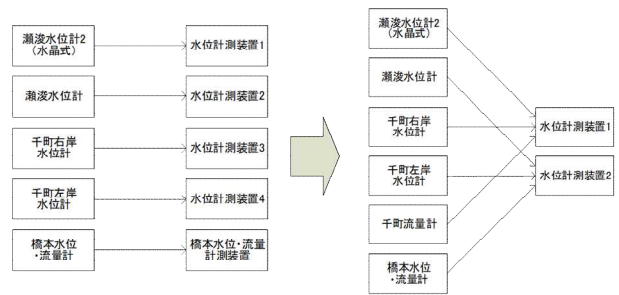 瀬浚水位計2
(水晶式)
水位計測装置1
瀬浚水位計
水位計測装置2
千町右岸
水位計
水位計測装置3
千町左岸
水位計
水位計測装置4
橋本水位
・流量計
橋本水位・流量
計測装置
瀬浚水位計2
(水晶式)
瀬浚水位計
千町右岸
水位計
千町左岸
水位計
千町流量計
橋本水位
・流量計
水位計測装置1
水位計測装置2